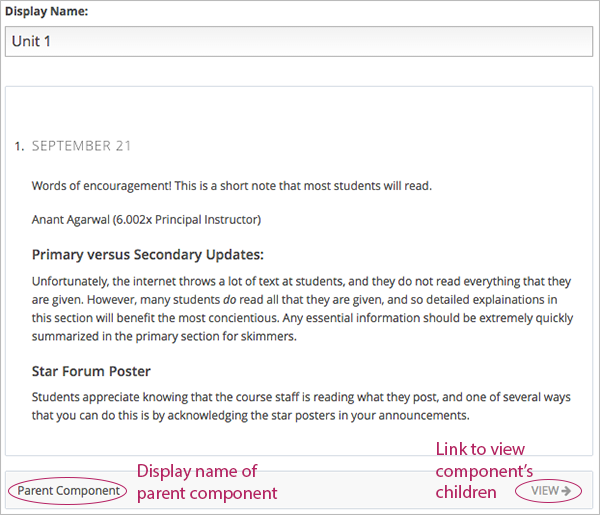 Display Name:
Unit 1
1. SEPTEMBER 21
Words of encouragement! This is a short note that most students will read.
Anant Agarwal (6.002x Principal Instructor)
Primary versus Secondary Updates:
Unfortunately, the internet throws a lot of text at students, and they do not read everything that they
are given. However, many students do read all that they are given, and so detailed explainations in
this section will benefit the most concientious. Any essential information should be extremely quickly
summarized in the primary section for skimmers.
Star Forum Poster
Students appreciate knowing that the course staff is reading what they post, and one of several ways
that you can do this is by acknowledging the star posters in your announcements.
Parent Component
Display name of
parent component
Link to view
component's
children
VIEW →